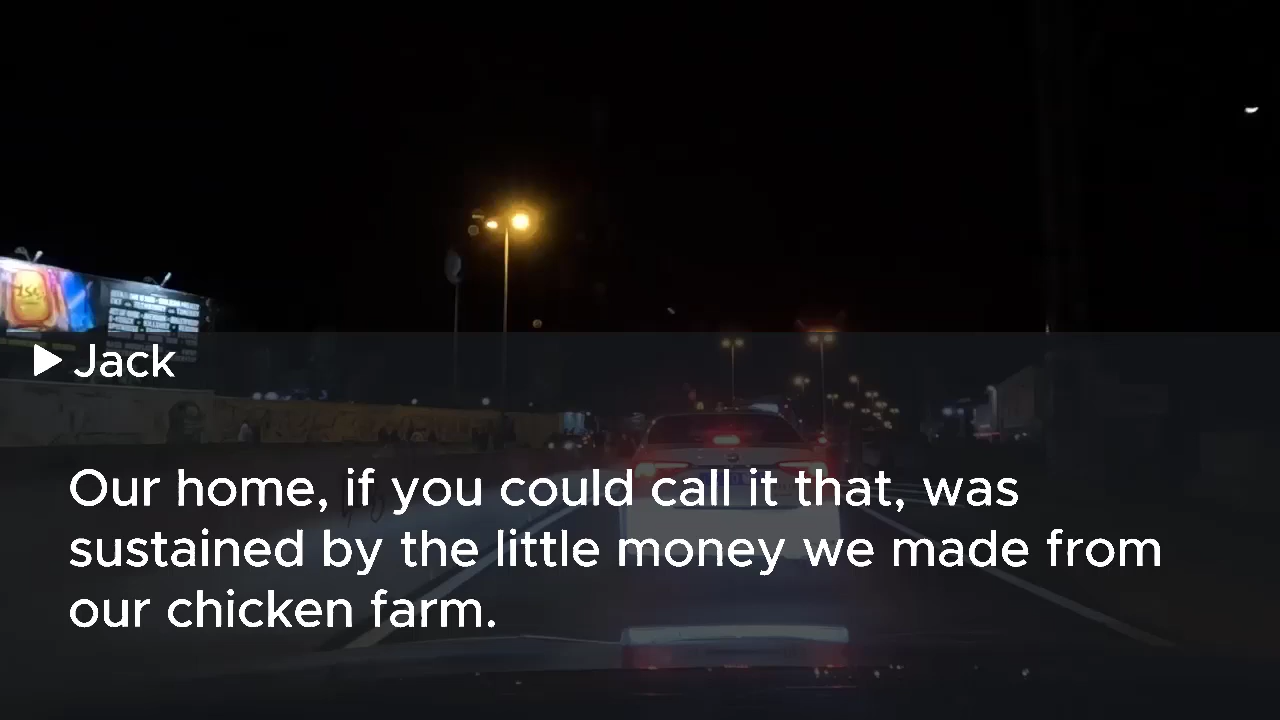 Jack
Our home, if you could call it that, was
sustained by the little money we made from
our chicken farm.